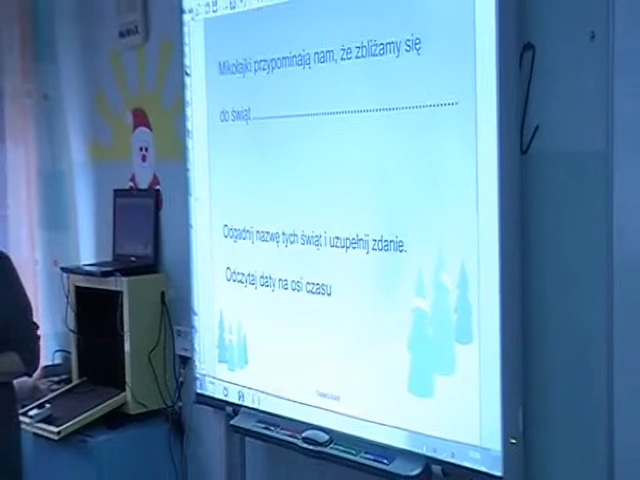 Mikołajki przypominają nam, że zbliżamy się
do świąt................................................
Odgadnij nazwę tych świąt i uzupełnij zdanie.
Odczytaj daty na osi czasu